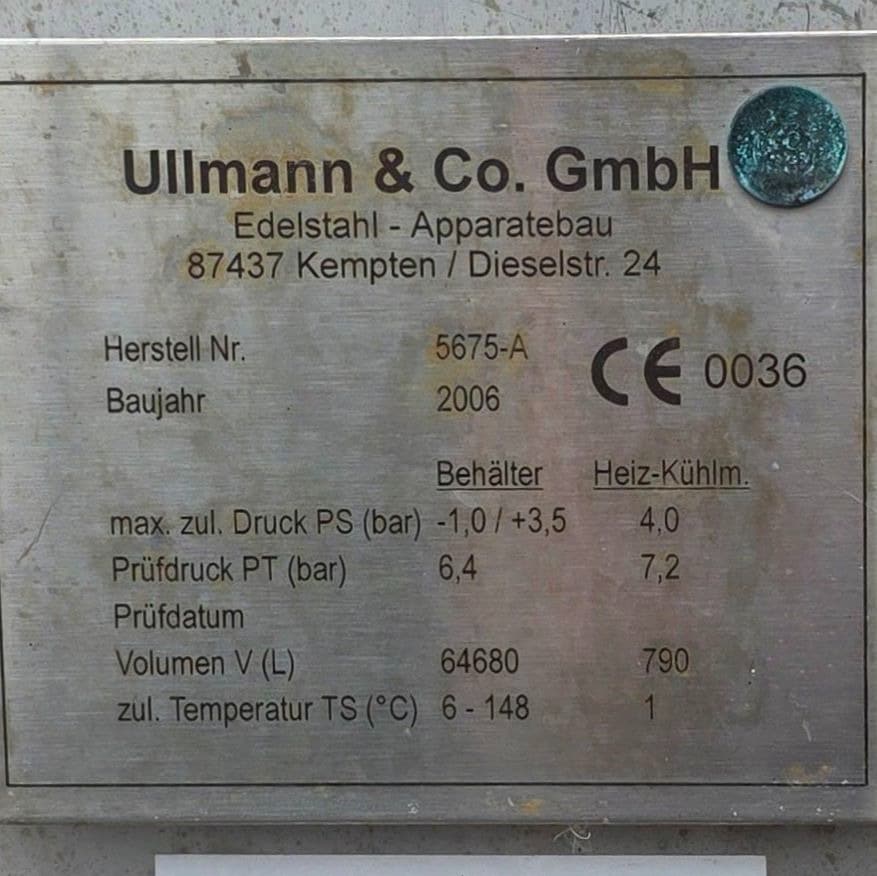 Ullmann & Co. GmbH
Edelstahl - Apparatebau
87437 Kempten / Dieselstr. 24
Herstell Nr. 5675-A CE 0036
Baujahr 2006
Behälter Heiz-Kühlm.
max. zul. Druck PS (bar) -1,0 / +3,5 4,0
Prüfdruck PT (bar) 6,4 7,2
Prüfdatum
Volumen V (L) 64680 790
zul. Temperatur TS (°C) 6 - 148 1